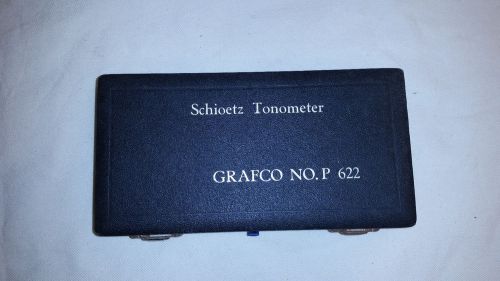 Schioetz Tonometer
GRAFCO NO. P 622